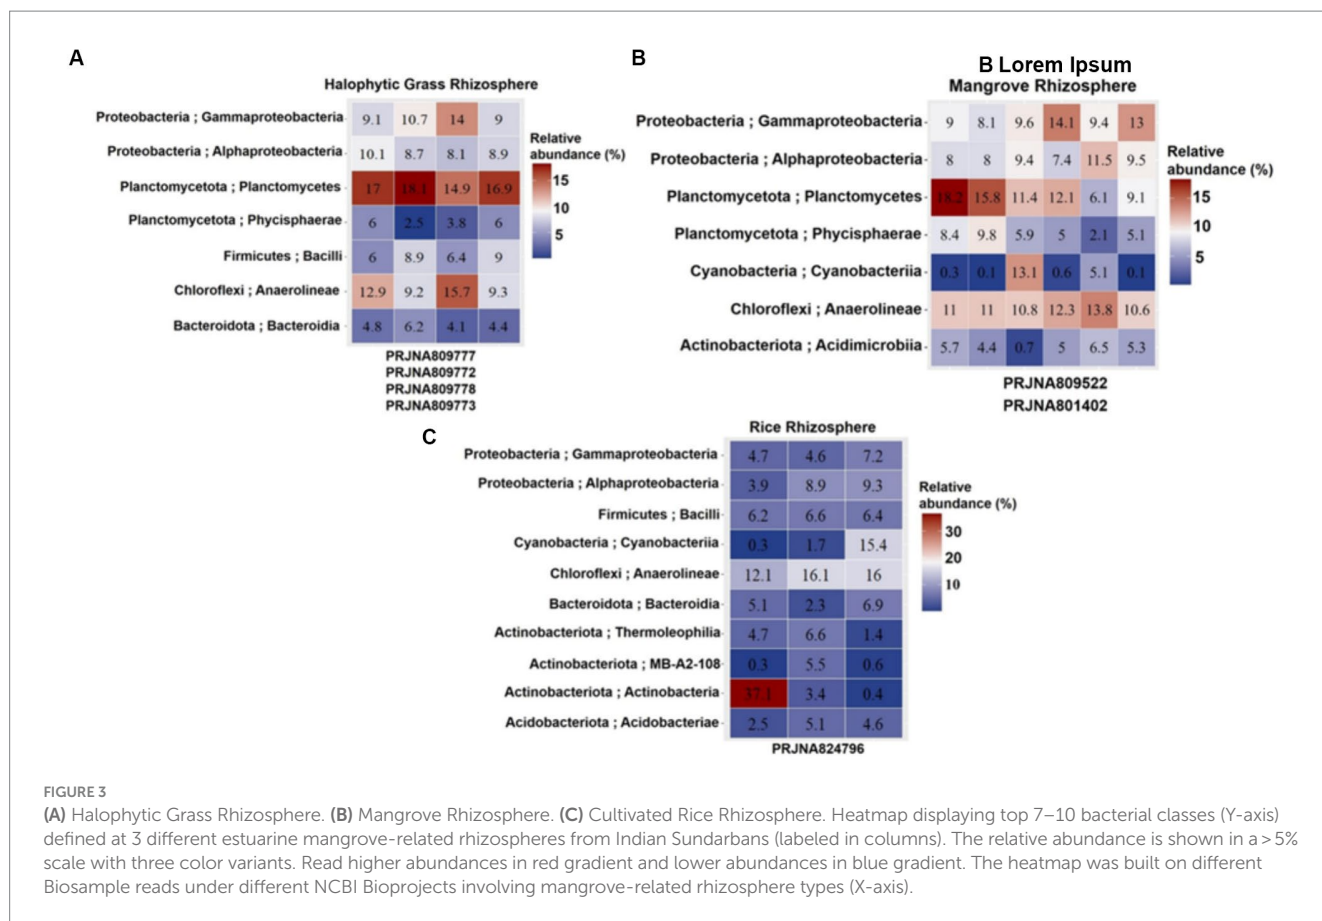 A
Halophytic Grass Rhizosphere
Proteobacteria ; Gammaproteobacteria 9.1 10.7 14 9
Proteobacteria ; Alphaproteobacteria 10.1 8.7 8.1 8.9
Planctomycetota ; Planctomycetes 17 18.1 14.9 16.9
Planctomycetota ; Phycisphaerae 6 2.5 3.8 6
Firmicutes ; Bacilli 6 8.9 6.4 9
Chloroflexi ; Anaerolineae 12.9 9.2 15.7 9.3
Bacteroidota ; Bacteroidia 4.8 6.2 4.1 4.4
Relative
abundance (%)
15
10
5
PRJNA809777
PRJNA809772
PRJNA809778
PRJNA809773
B
B Lorem Ipsum
Mangrove Rhizosphere
Proteobacteria ; Gammaproteobacteria 9 8.1 9.6 14.1 9.4 13
Proteobacteria ; Alphaproteobacteria 8 8 9.4 7.4 11.5 9.5
Planctomycetota ; Planctomycetes 18.2 15.8 11.4 12.1 6.1 9.1
Planctomycetota ; Phycisphaerae 8.4 9.8 5.9 5 2.1 5.1
Cyanobacteria ; Cyanobacteriia 0.3 0.1 13.1 0.6 5.1 0.1
Chloroflexi ; Anaerolineae 11 11 10.8 12.3 13.8 10.6
Actinobacteriota ; Acidimicrobiia 5.7 4.4 0.7 5 6.5 5.3
Relative
abundance (%)
15
10
5
PRJNA809522
PRJNA801402
C
Rice Rhizosphere
Proteobacteria ; Gammaproteobacteria 4.7 4.6 7.2
Proteobacteria ; Alphaproteobacteria 3.9 8.9 9.3
Firmicutes ; Bacilli 6.2 6.6 6.4
Cyanobacteria ; Cyanobacteriia 0.3 1.7 15.4
Chloroflexi ; Anaerolineae 12.1 16.1 16
Bacteroidota ; Bacteroidia 5.1 2.3 6.9
Actinobacteriota ; Thermoleophilia 4.7 6.6 1.4
Actinobacteriota ; MB-A2-108 0.3 5.5 0.6
Actinobacteriota ; Actinobacteria 37.1 3.4 0.4
Acidobacteriota ; Acidobacteriae 2.5 5.1 4.6
Relative
abundance (%)
30
20
10
PRJNA824796
FIGURE 3
(A) Halophytic Grass Rhizosphere. (B) Mangrove Rhizosphere. (C) Cultivated Rice Rhizosphere. Heatmap displaying top 7–10 bacterial classes (Y-axis)
defined at 3 different estuarine mangrove-related rhizospheres from Indian Sundarbans (labeled in columns). The relative abundance is shown in a > 5%
scale with three color variants. Read higher abundances in red gradient and lower abundances in blue gradient. The heatmap was built on different
Biosample reads under different NCBI Bioprojects involving mangrove-related rhizosphere types (X-axis).